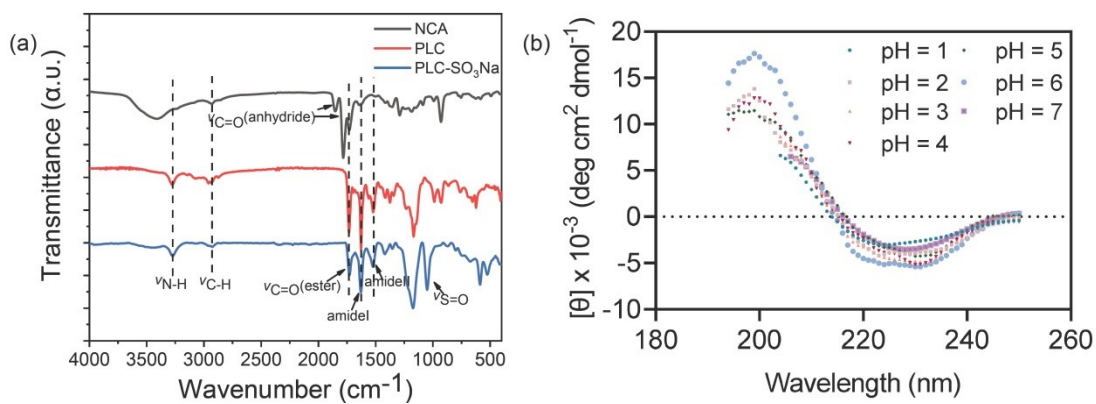 (a)
NCA
PLC
PLC-SO₃Na
Transmittance (α.u.)
νC=O(anhydride)
νN-H
νC-H
νC=O(ester)
amideI
amideII
νS=O
4000 3500 3000 2500 2000 1500 1000 500
Wavenumber (cm⁻¹)
(b)
[θ] x 10⁻³ (deg cm² dmol⁻¹)
20
15
10
5
0
-5
-10
pH = 1
pH = 2
pH = 3
pH = 4
pH = 5
pH = 6
pH = 7
180 200 220 240 260
Wavelength (nm)